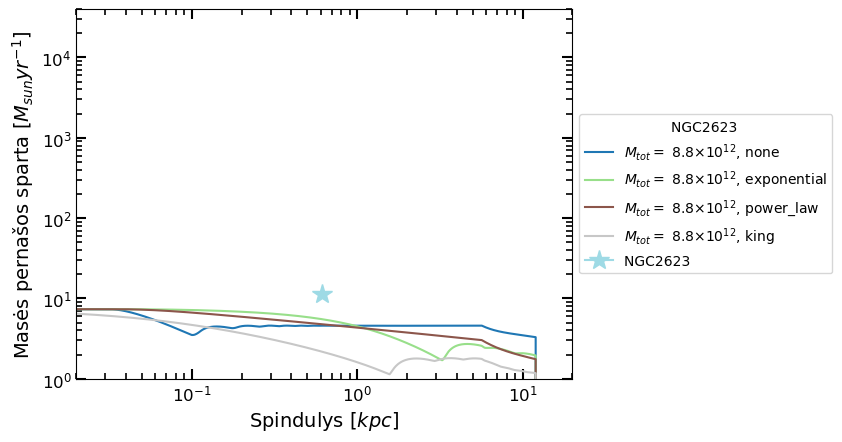 Masės pernašos sparta [$M_{sun}yr^{-1}$]
$10^4$
$10^3$
$10^2$
$10^1$
$10^0$
$10^{-1}$ $10^0$ $10^1$
Spindulys [$kpc$]
NGC2623
$M_{tot}=$ 8.8×$10^{12}$, none
$M_{tot}=$ 8.8×$10^{12}$, exponential
$M_{tot}=$ 8.8×$10^{12}$, power_law
$M_{tot}=$ 8.8×$10^{12}$, king
NGC2623